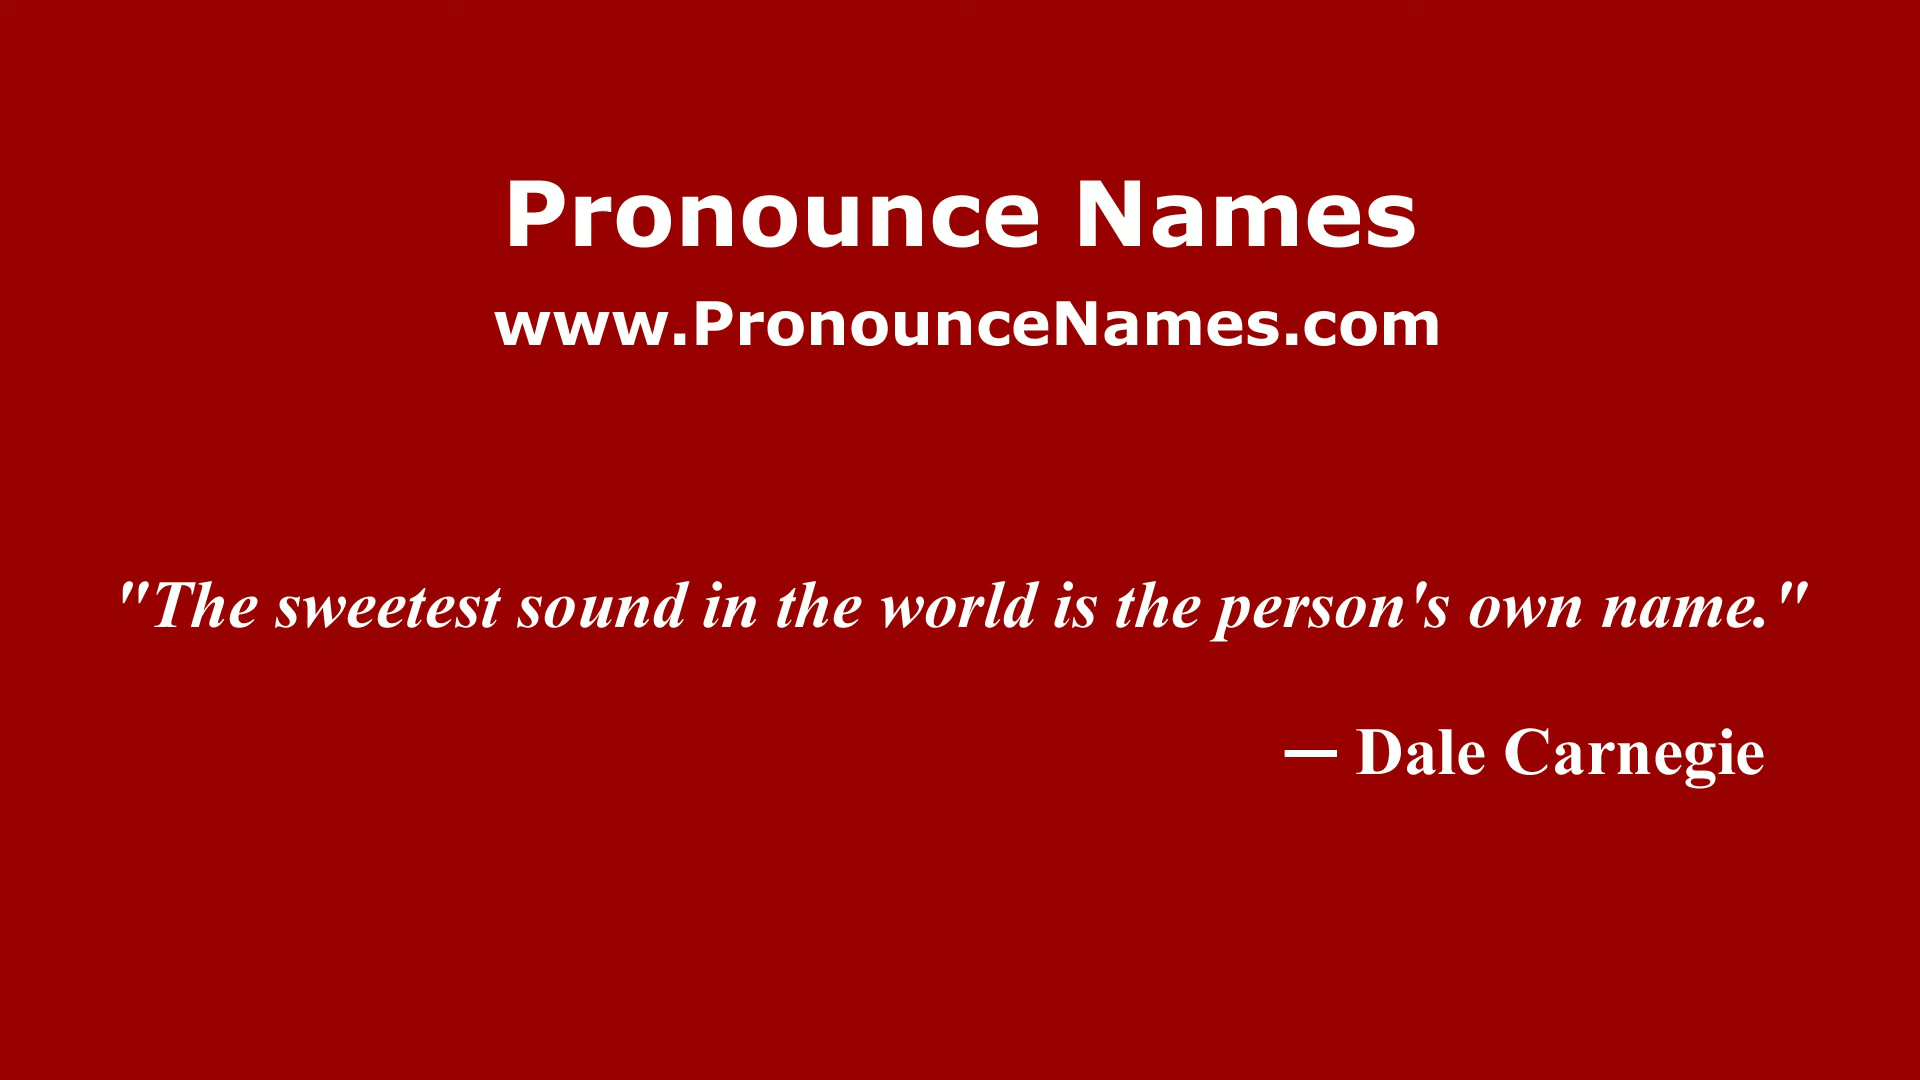 Pronounce Names
www.PronounceNames.com
"The sweetest sound in the world is the person's own name."
— Dale Carnegie